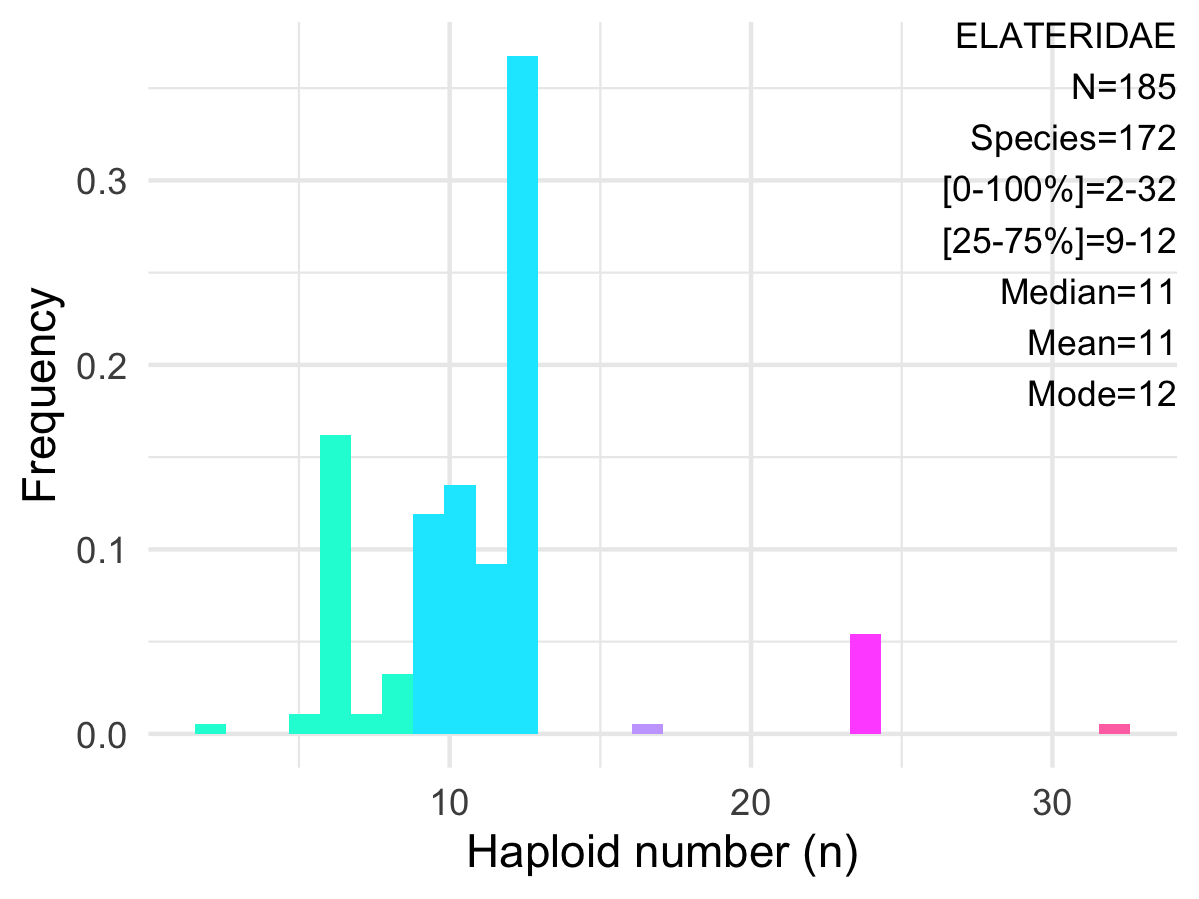 ELATERIDAE
N=185
Species=172
[0-100%]=2-32
[25-75%]=9-12
Median=11
Mean=11
Mode=12
Frequency
0.3
0.2
0.1
0.0
10 20 30
Haploid number (n)